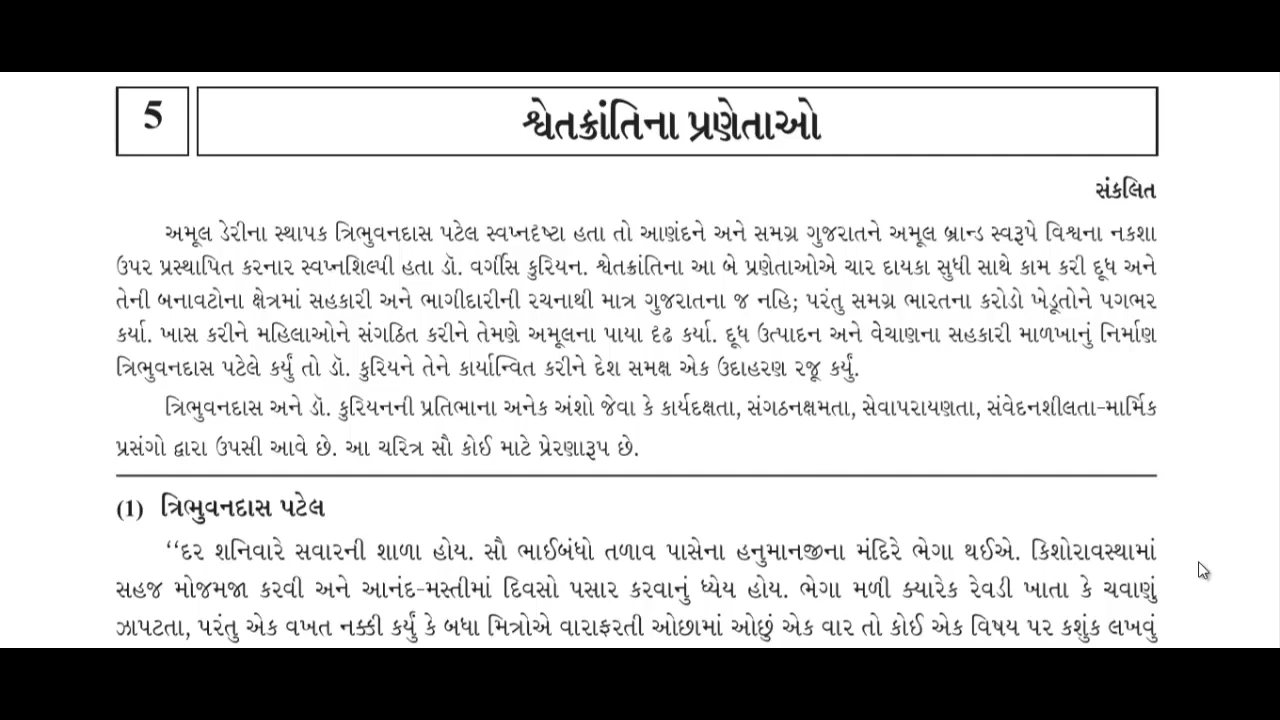 5
શ્વેતક્રાંતિના પ્રણેતાઓ
સંકલિત
અમૂલ ડેરીના સ્થાપક ત્રિભુવનદાસ પટેલ સ્વપ્નદૃષ્ટા હતા તો આણંદને અને સમગ્ર ગુજરાતને અમૂલ બ્રાન્ડ સ્વરૂપે વિશ્વના નકશા
ઉપર પ્રસ્થાપિત કરનાર સ્વપ્નશિલ્પી હતા ડૉ. વર્ગીસ કુરિયન. શ્વેતક્રાંતિના આ બે પ્રણેતાઓએ ચાર દાયકા સુધી સાથે કામ કરી દૂધ અને
તેની બનાવટોના ક્ષેત્રમાં સહકારી અને ભાગીદારીની રચનાથી માત્ર ગુજરાતના જ નહિ; પરંતુ સમગ્ર ભારતના કરોડો ખેડૂતોને પગભર
કર્યા. ખાસ કરીને મહિલાઓને સંગઠિત કરીને તેમણે અમૂલના પાયા દૃઢ કર્યા. દૂધ ઉત્પાદન અને વેચાણના સહકારી માળખાનું નિર્માણ
ત્રિભુવનદાસ પટેલે કર્યું તો ડૉ. કુરિયને તેને કાર્યાન્વિત કરીને દેશ સમક્ષ એક ઉદાહરણ રજૂ કર્યું.
ત્રિભુવનદાસ અને ડૉ. કુરિયનની પ્રતિભાના અનેક અંશો જેવા કે કાર્યદક્ષતા, સંગઠનક્ષમતા, સેવાપરાયણતા, સંવેદનશીલતા-માર્મિક
પ્રસંગો દ્વારા ઉપસી આવે છે. આ ચરિત્ર સૌ કોઈ માટે પ્રેરણારૂપ છે.
(1) ત્રિભુવનદાસ પટેલ
‘‘દર શનિવારે સવારની શાળા હોય. સૌ ભાઈબંધો તળાવ પાસેના હનુમાનજીના મંદિરે ભેગા થઈએ. કિશોરાવસ્થામાં
સહજ મોજમજા કરવી અને આનંદ-મસ્તીમાં દિવસો પસાર કરવાનું ધ્યેય હોય. ભેગા મળી ક્યારેક રેવડી ખાતા કે ચવાણું
ઝાપટતા, પરંતુ એક વખત નક્કી કર્યું કે બધા મિત્રોએ વારાફરતી ઓછામાં ઓછું એક વાર તો કોઈ એક વિષય પર કશુંક લખવું